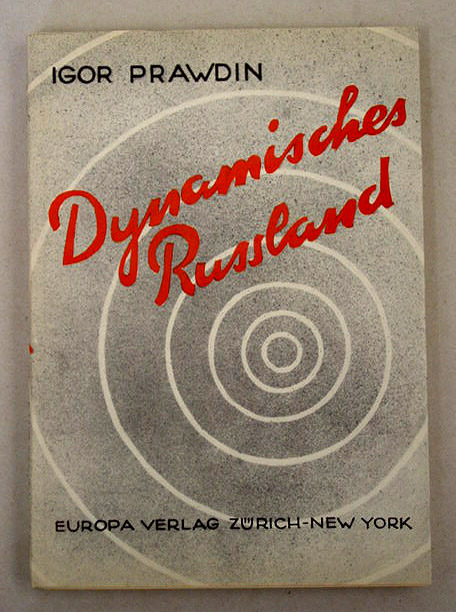 IGOR PRAWDIN
Dynamisches
Russland
EUROPA VERLAG ZÜRICH-NEW YORK